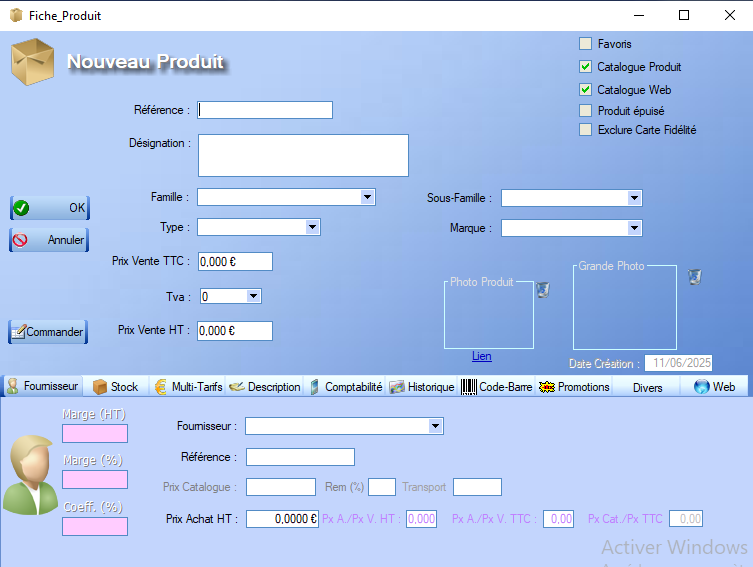 Fiche_Produit
Nouveau Produit
Favoris
Catalogue Produit
Catalogue Web
Produit épuisé
Exclure Carte Fidélité
Référence :
Désignation :
Famille :
Sous-Famille :
Type :
Marque :
OK
Annuler
Commander
Prix Vente TTC : 0,000 €
Tva : 0
Prix Vente HT : 0,000 €
Photo Produit
Lien
Grande Photo
Date Création : 11/06/2025
Fournisseur Stock Multi-Tarifs Description Comptabilité Historique Code-Barre Promotions Divers Web
Marge (HT)
Marge (%)
Coeff. (%)
Fournisseur :
Référence :
Prix Catalogue : Rem (%) Transport
Prix Achat HT : 0,0000 € Px A./Px V. HT : 0,000 Px A./Px V. TTC : 0,00 Px Cat./Px TTC 0,00
Activer Windows